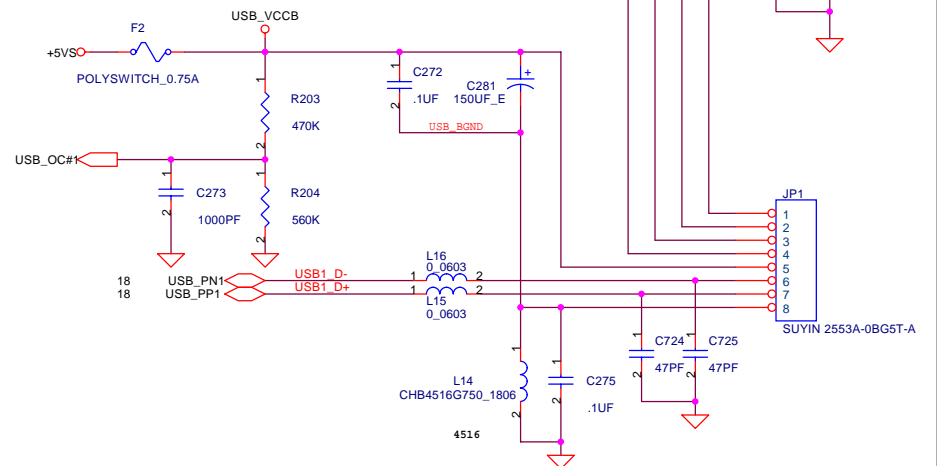 USB_VCCB
F2
+5VS
POLYSWITCH_0.75A
1
R203
470K
2
1
C272
.1UF
2
1
C281
150UF_E
+
2
USB_BGND
USB_OC#1
1
C273
1000PF
2
1
R204
560K
2
JP1
1
2
3
4
5
6
7
8
SUYIN 2553A-0BG5T-A
L16
0_0603
18
USB_PN1
USB1_D-
1
2
18
USB_PP1
USB1_D+
1
2
L15
0_0603
1
L14
CHB4516G750_1806
2
4516
1
C275
.1UF
2
1
C724
47PF
2
1
C725
47PF
2